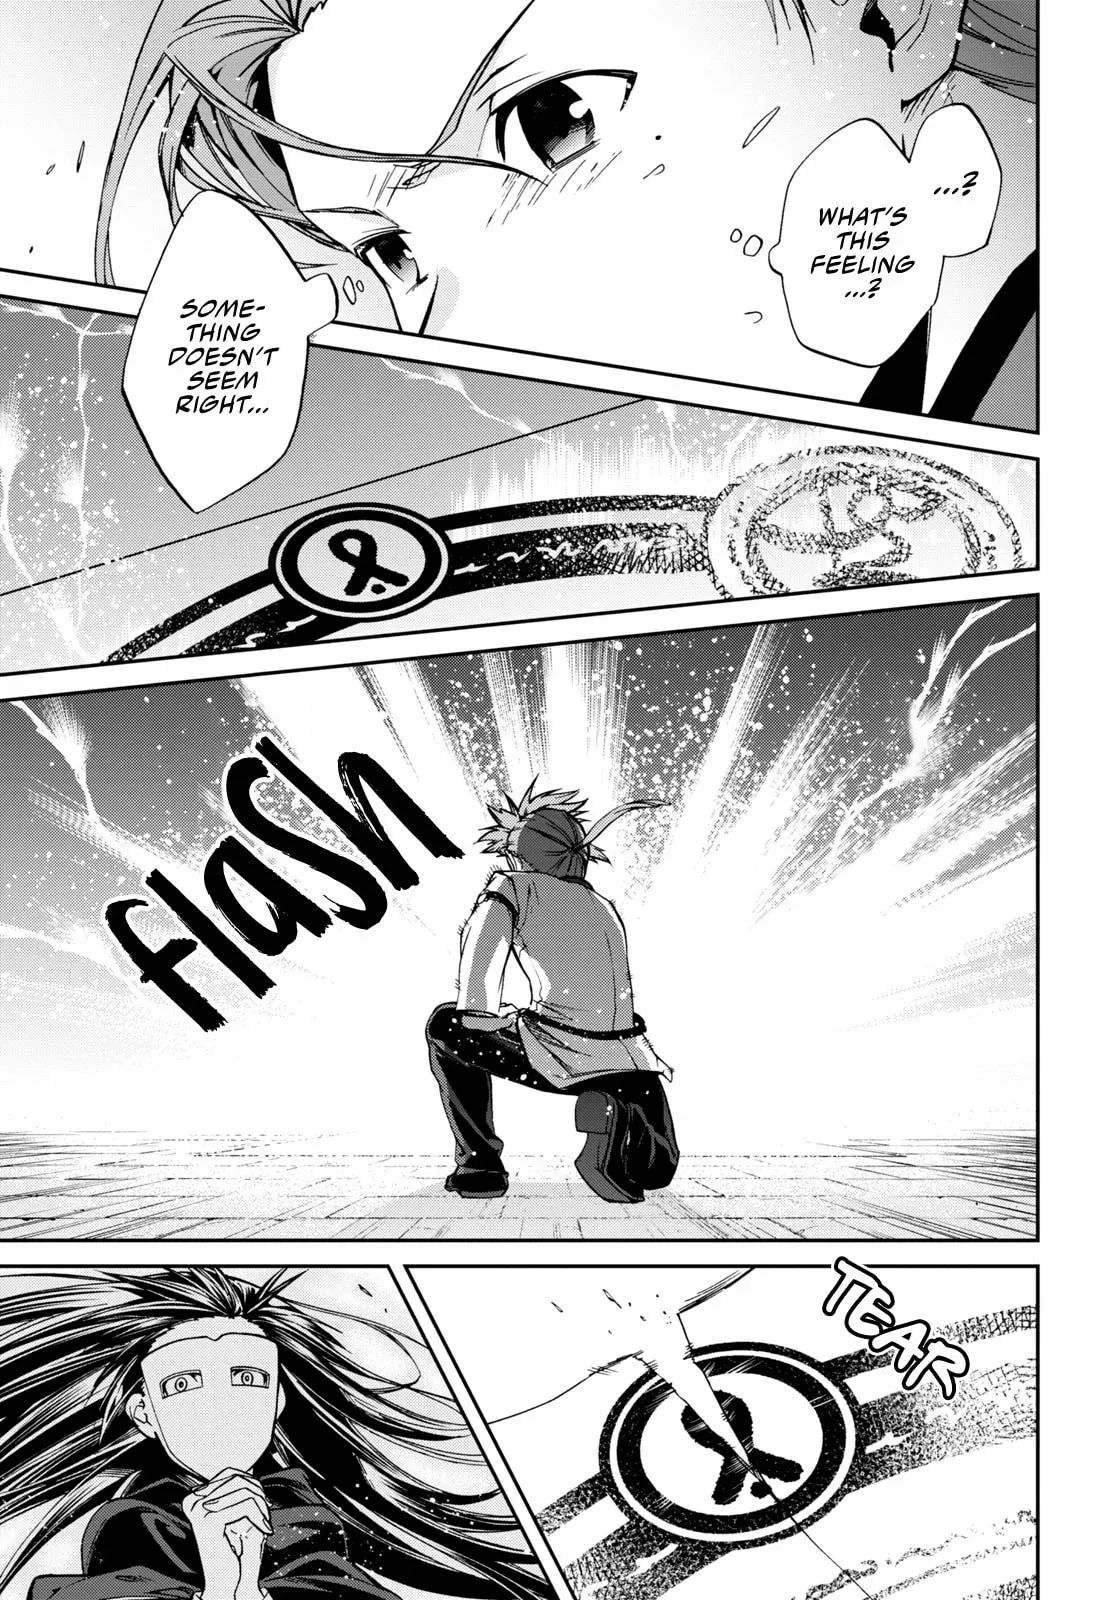 ...?
WHAT'S
THIS
FEELING
...?
SOME-
THING
DOESN'T
SEEM
RIGHT...
flash
TEAR